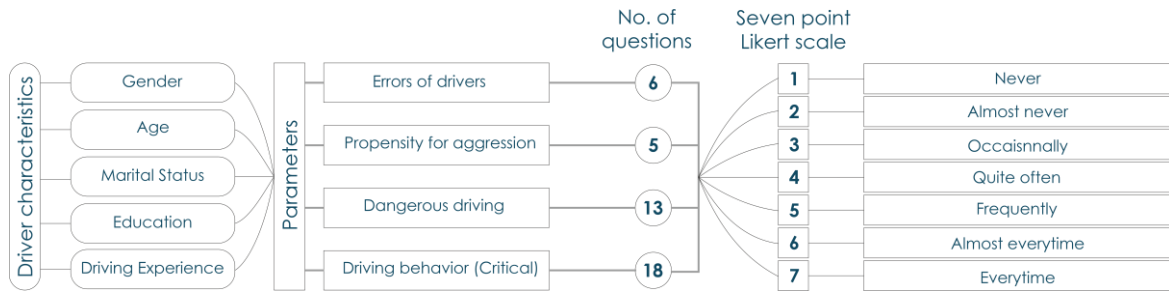 Driver characteristics
Gender
Age
Marital Status
Education
Driving Experience
Parameters
Errors of drivers
Propensity for aggression
Dangerous driving
Driving behavior (Critical)
No. of
questions
6
5
13
18
Seven point
Likert scale
1 Never
2 Almost never
3 Occaisnnally
4 Quite often
5 Frequently
6 Almost everytime
7 Everytime